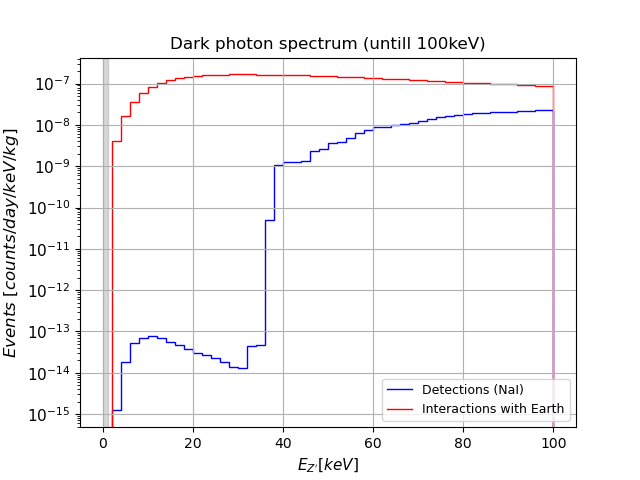 Dark photon spectrum (untill 100keV)
Events [counts/day/keV/kg]
10⁻⁷
10⁻⁸
10⁻⁹
10⁻¹⁰
10⁻¹¹
10⁻¹²
10⁻¹³
10⁻¹⁴
10⁻¹⁵
Detections (NaI)
Interactions with Earth
0 20 40 60 80 100
E_Z′[keV]